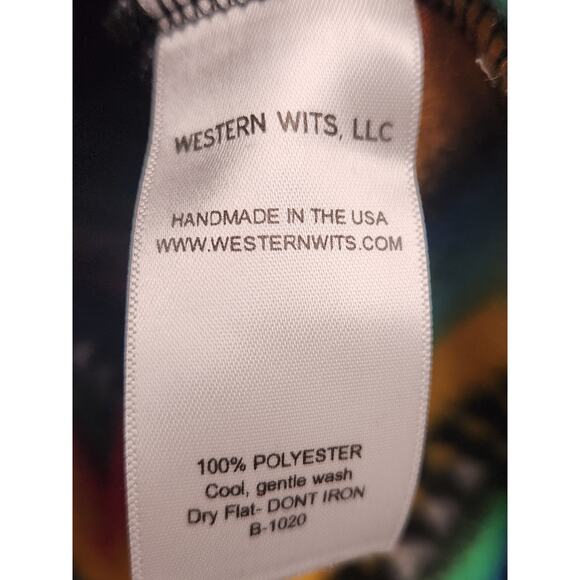 WESTERN WITS, LLC
HANDMADE IN THE USA
WWW.WESTERNWITS.COM
100% POLYESTER
Cool, gentle wash
Dry Flat- DONT IRON
B-1020